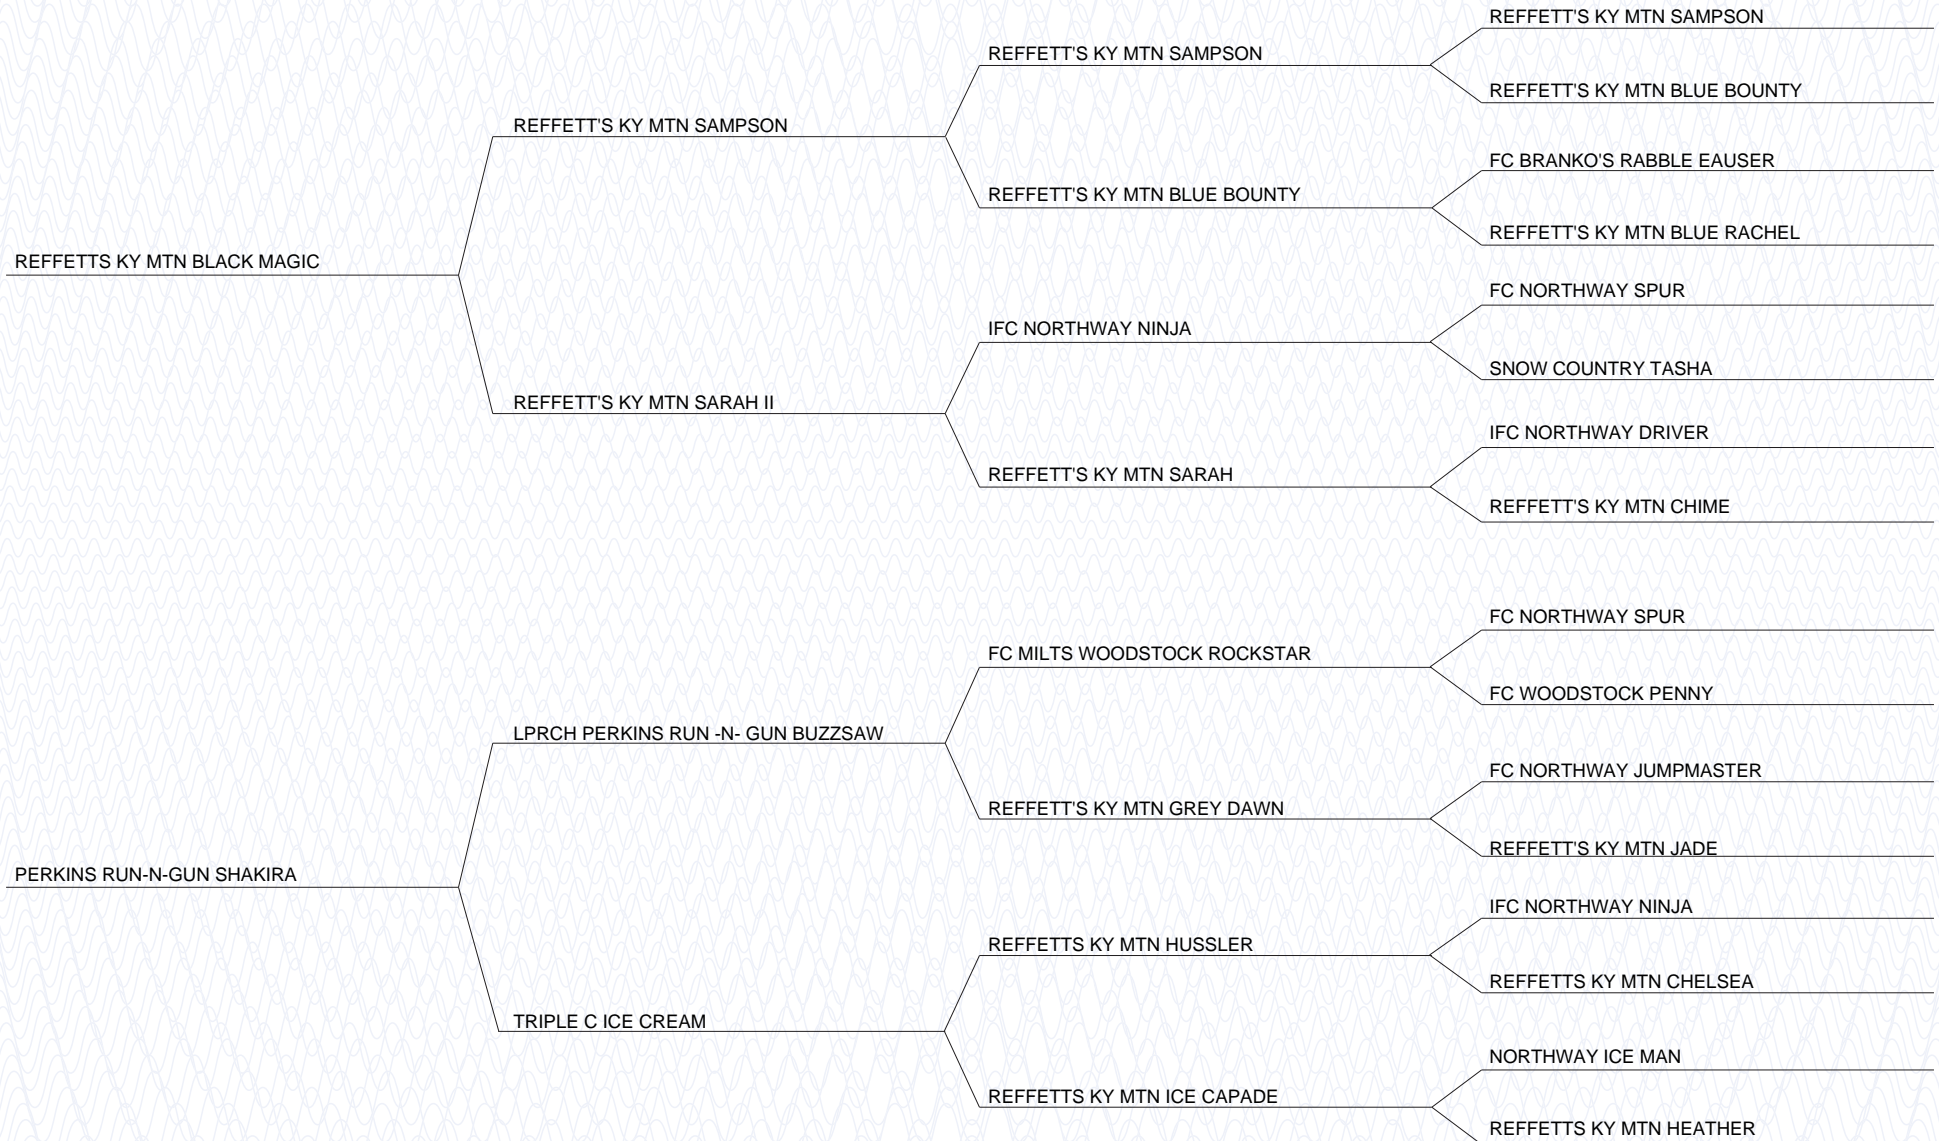 REFFETT'S KY MTN SAMPSON
REFFETT'S KY MTN SAMPSON
REFFETT'S KY MTN BLUE BOUNTY
REFFETT'S KY MTN SAMPSON
FC BRANKO'S RABBLE EAUSER
REFFETT'S KY MTN BLUE BOUNTY
REFFETT'S KY MTN BLUE RACHEL
REFFETTS KY MTN BLACK MAGIC
FC NORTHWAY SPUR
IFC NORTHWAY NINJA
SNOW COUNTRY TASHA
REFFETT'S KY MTN SARAH II
IFC NORTHWAY DRIVER
REFFETT'S KY MTN SARAH
REFFETT'S KY MTN CHIME
FC NORTHWAY SPUR
FC MILTS WOODSTOCK ROCKSTAR
FC WOODSTOCK PENNY
LPRCH PERKINS RUN -N- GUN BUZZSAW
FC NORTHWAY JUMPMASTER
REFFETT'S KY MTN GREY DAWN
REFFETT'S KY MTN JADE
PERKINS RUN-N-GUN SHAKIRA
IFC NORTHWAY NINJA
REFFETTS KY MTN HUSSLER
REFFETTS KY MTN CHELSEA
TRIPLE C ICE CREAM
NORTHWAY ICE MAN
REFFETTS KY MTN ICE CAPADE
REFFETTS KY MTN HEATHER